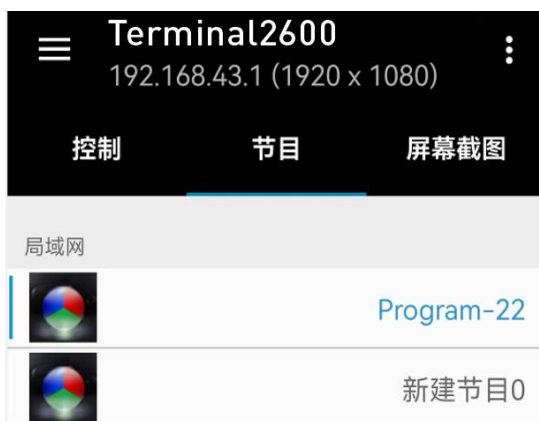 Terminal2600
192.168.43.1 (1920 x 1080)
控制 节目 屏幕截图
局域网
Program-22
新建节目0